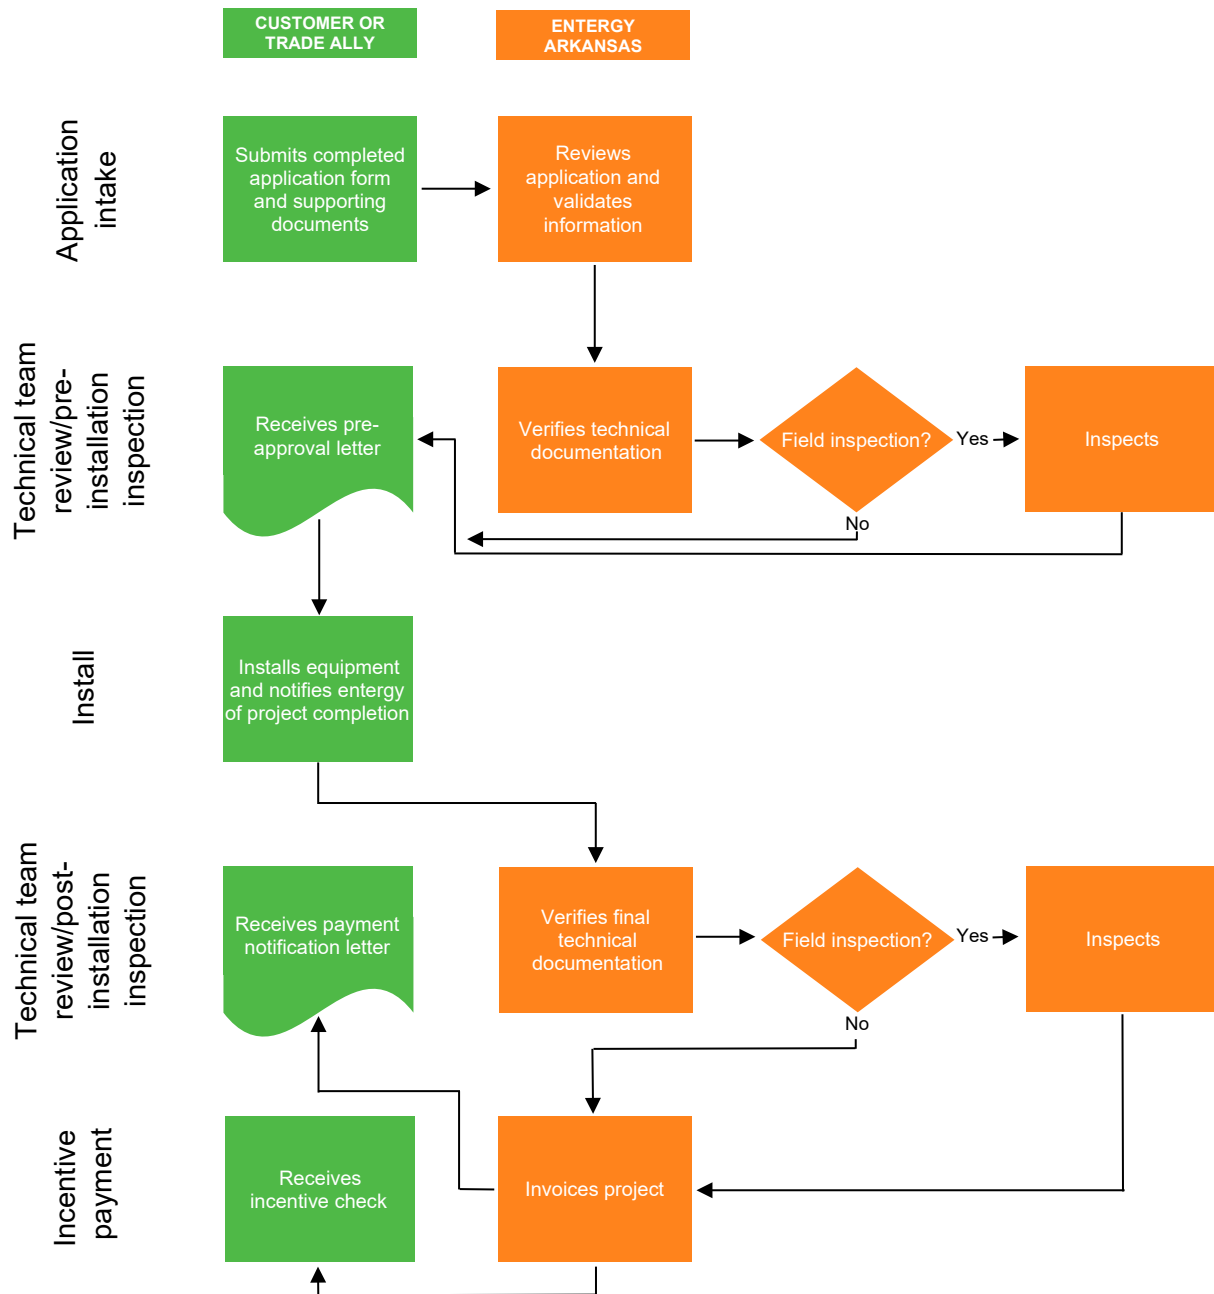 CUSTOMER OR
TRADE ALLY
ENTERGY
ARKANSAS
Application
intake
Submits completed
application form
and supporting
documents
Reviews
application and
validates
information
Technical team
review/pre-
installation
inspection
Receives pre-
approval letter
Verifies technical
documentation
Field inspection?
Yes
Inspects
No
Install
Installs equipment
and notifies entergy
of project completion
Technical team
review/post-
installation
inspection
Receives payment
notification letter
Verifies final
technical
documentation
Field inspection?
Yes
Inspects
No
Incentive
payment
Receives
incentive check
Invoices project